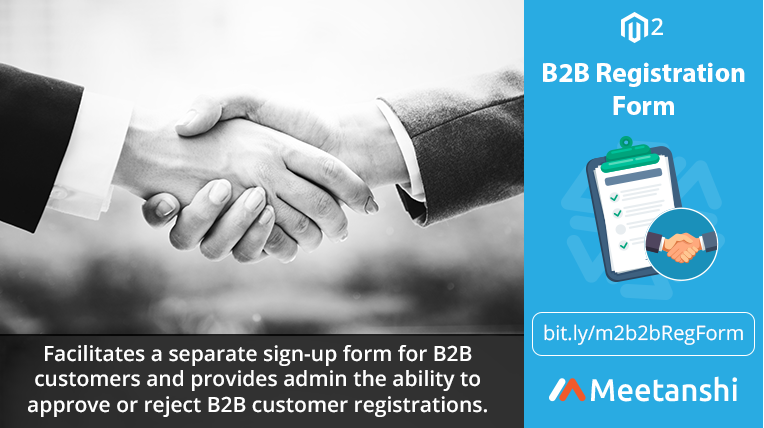 Facilitates a separate sign-up form for B2B
customers and provides admin the ability to
approve or reject B2B customer registrations.
2
B2B Registration
Form
bit.ly/m2b2bRegForm
Meetanshi